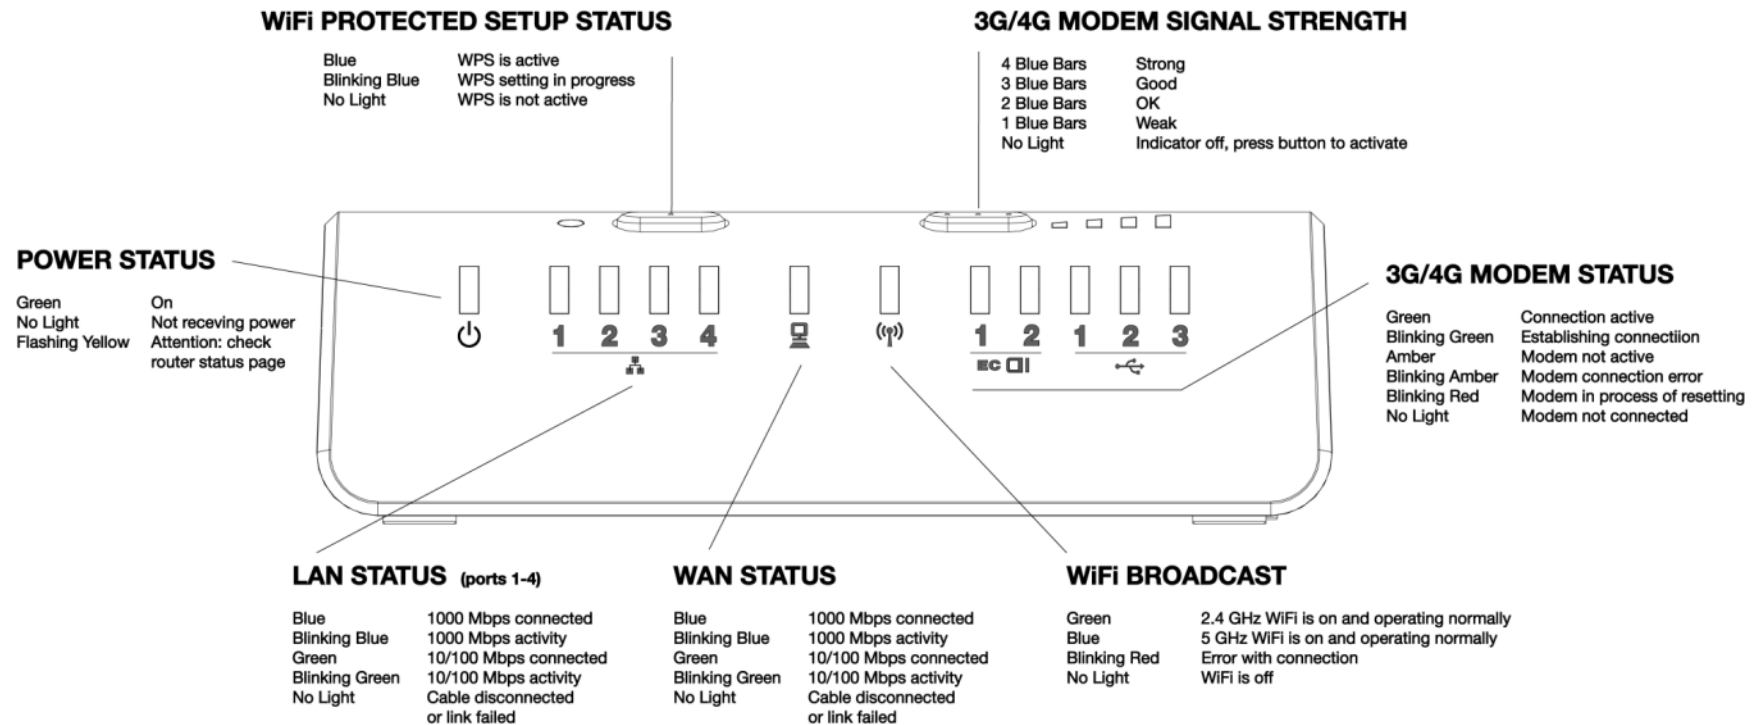 WiFi PROTECTED SETUP STATUS
Blue WPS is active
Blinking Blue WPS setting in progress
No Light WPS is not active
3G/4G MODEM SIGNAL STRENGTH
4 Blue Bars Strong
3 Blue Bars Good
2 Blue Bars OK
1 Blue Bars Weak
No Light Indicator off, press button to activate
POWER STATUS
Green On
No Light Not receving power
Flashing Yellow Attention: check
router status page
1 2 3 4 1 2 1 2 3
EC
3G/4G MODEM STATUS
Green Connection active
Blinking Green Establishing connectiion
Amber Modem not active
Blinking Amber Modem connection error
Blinking Red Modem in process of resetting
No Light Modem not connected
LAN STATUS (ports 1-4)
Blue 1000 Mbps connected
Blinking Blue 1000 Mbps activity
Green 10/100 Mbps connected
Blinking Green 10/100 Mbps activity
No Light Cable disconnected
or link failed
WAN STATUS
Blue 1000 Mbps connected
Blinking Blue 1000 Mbps activity
Green 10/100 Mbps connected
Blinking Green 10/100 Mbps activity
No Light Cable disconnected
or link failed
WiFi BROADCAST
Green 2.4 GHz WiFi is on and operating normally
Blue 5 GHz WiFi is on and operating normally
Blinking Red Error with connection
No Light WiFi is off